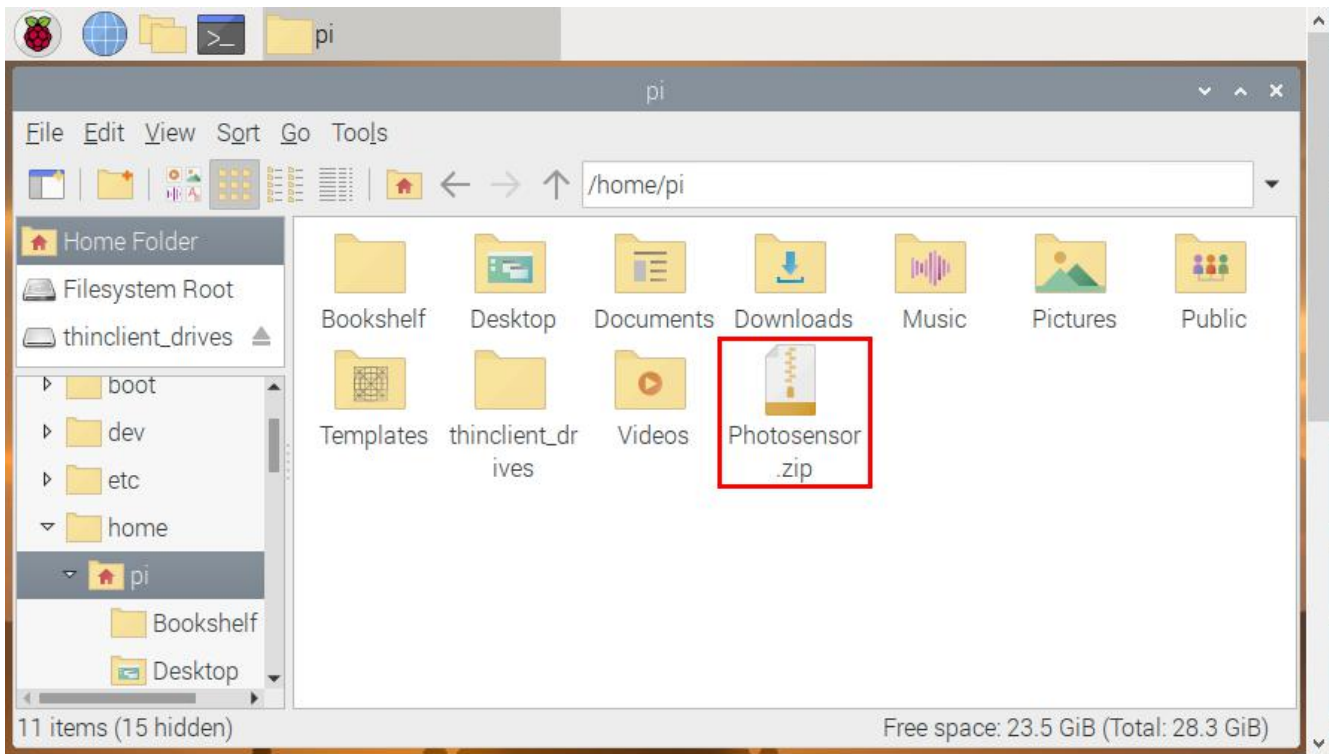 >_ pi
pi
File Edit View Sort Go Tools
/home/pi
Home Folder
Filesystem Root
thinclient_drives
boot
dev
etc
home
pi
Bookshelf
Desktop
Bookshelf Desktop Documents Downloads Music Pictures Public
Templates thinclient_dr Videos Photosensor
ives .zip
11 items (15 hidden) Free space: 23.5 GiB (Total: 28.3 GiB)